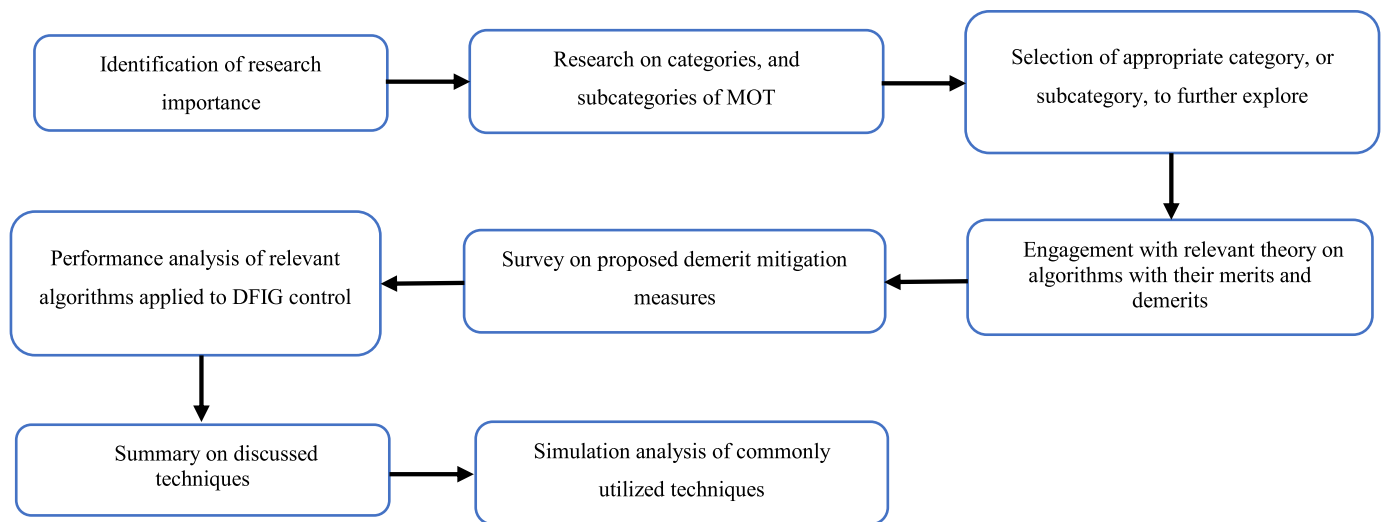 Identification of research
importance
Research on categories, and
subcategories of MOT
Selection of appropriate category, or
subcategory, to further explore
Engagement with relevant theory on
algorithms with their merits and
demerits
Survey on proposed demerit mitigation
measures
Performance analysis of relevant
algorithms applied to DFIG control
Summary on discussed
techniques
Simulation analysis of commonly
utilized techniques